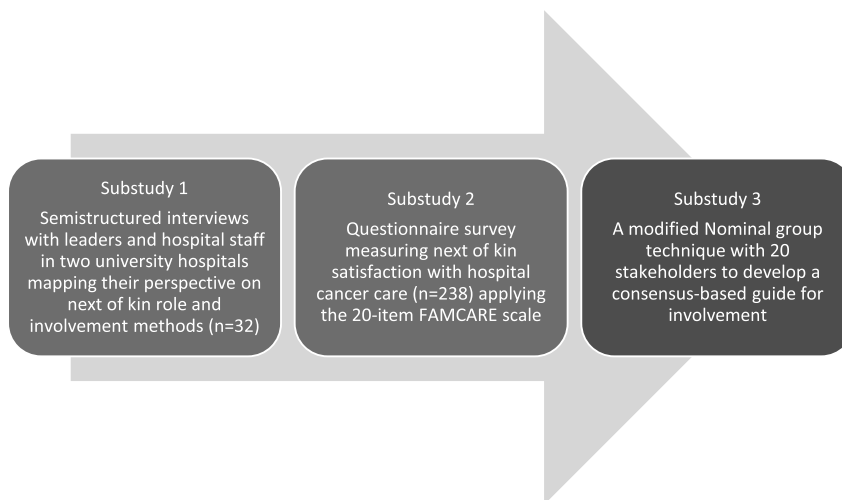 Substudy 1
Semistructured interviews
with leaders and hospital staff
in two university hospitals
mapping their perspective on
next of kin role and
involvement methods (n=32)
Substudy 2
Questionnaire survey
measuring next of kin
satisfaction with hospital
cancer care (n=238) applying
the 20-item FAMCARE scale
Substudy 3
A modified Nominal group
technique with 20
stakeholders to develop a
consensus-based guide for
involvement